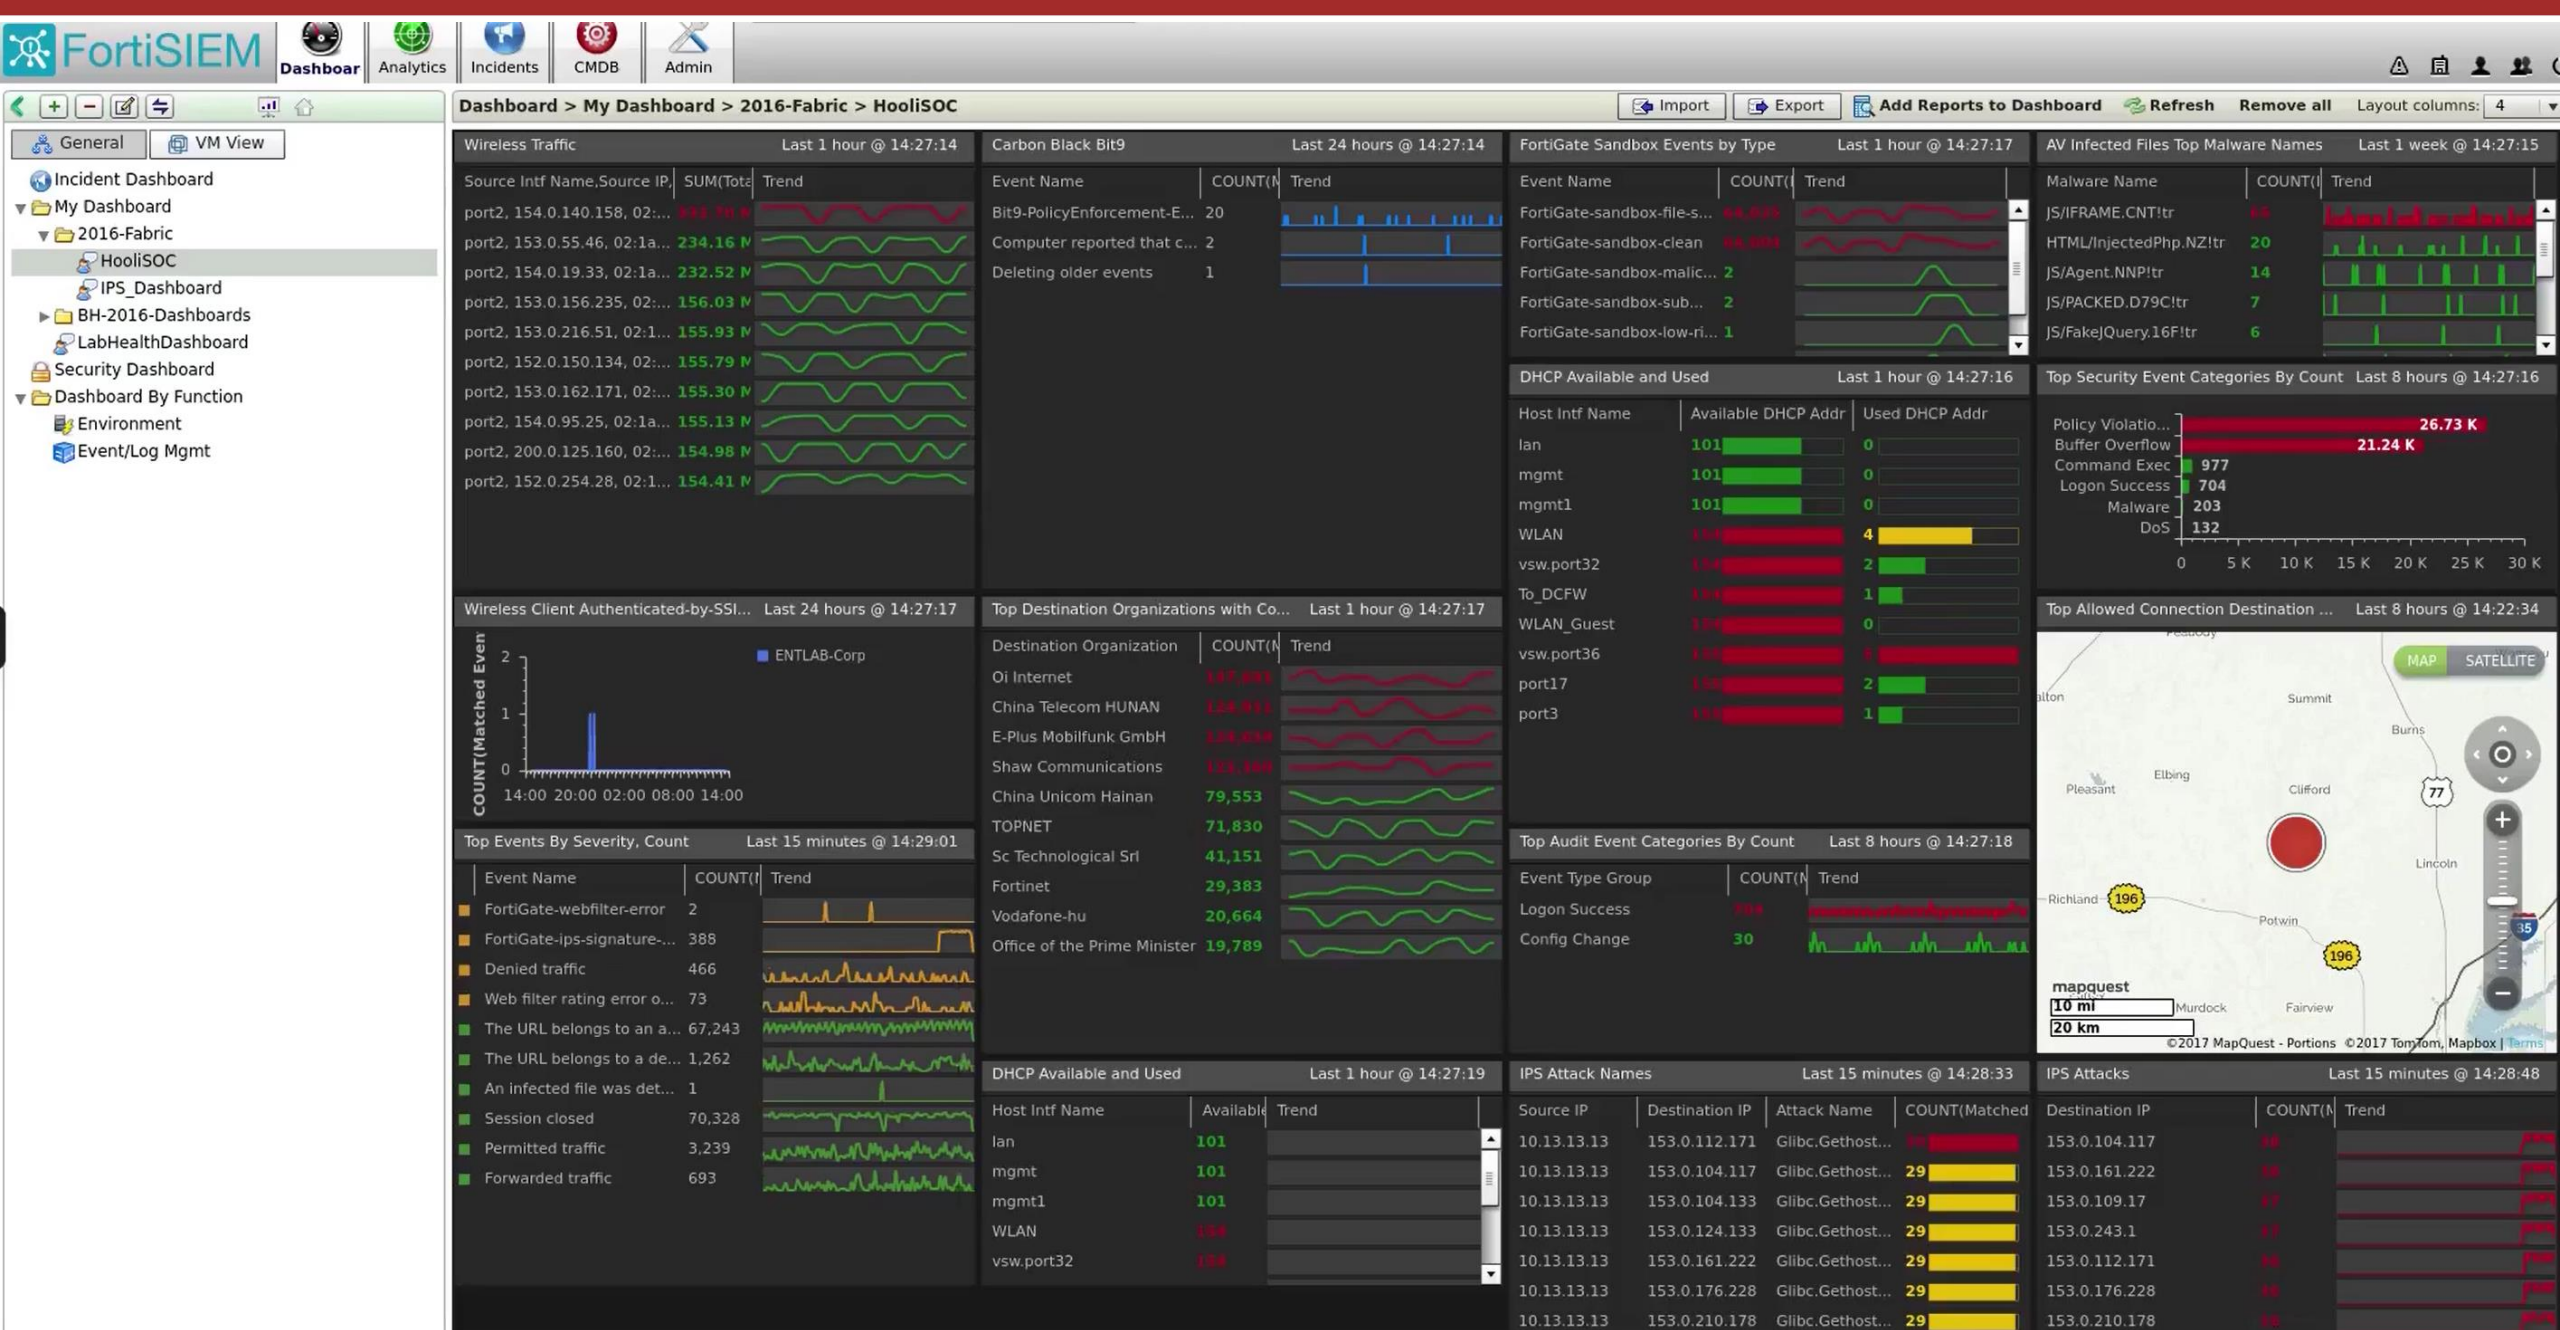 FortiSIEM
Dashboar
Analytics
Incidents
CMDB
Admin
Dashboard > My Dashboard > 2016-Fabric > HooliSOC
Import
Export
Add Reports to Dashboard
Refresh
Remove all
Layout columns: 4
General
VM View
Incident Dashboard
My Dashboard
2016-Fabric
HooliSOC
IPS_Dashboard
BH-2016-Dashboards
LabHealthDashboard
Security Dashboard
Dashboard By Function
Environment
Event/Log Mgmt
Wireless Traffic Last 1 hour @ 14:27:14
Source Intf Name,Source IP, SUM(Tota Trend
port2, 154.0.140.158, 02:...
port2, 153.0.55.46, 02:1a... 234.16 M
port2, 154.0.19.33, 02:1a... 232.52 M
port2, 153.0.156.235, 02:... 156.03 M
port2, 153.0.216.51, 02:1... 155.93 M
port2, 152.0.150.134, 02:... 155.79 M
port2, 153.0.162.171, 02:... 155.30 M
port2, 154.0.95.25, 02:1a... 155.13 M
port2, 200.0.125.160, 02:... 154.98 M
port2, 152.0.254.28, 02:1... 154.41 M
Carbon Black Bit9 Last 24 hours @ 14:27:14
Event Name COUNT(M Trend
Bit9-PolicyEnforcement-E... 20
Computer reported that c... 2
Deleting older events 1
FortiGate Sandbox Events by Type Last 1 hour @ 14:27:17
Event Name COUNT( Trend
FortiGate-sandbox-file-s...
FortiGate-sandbox-clean
FortiGate-sandbox-malic... 2
FortiGate-sandbox-sub... 2
FortiGate-sandbox-low-ri... 1
AV Infected Files Top Malware Names Last 1 week @ 14:27:15
Malware Name COUNT( Trend
JS/IFRAME.CNT!tr
HTML/InjectedPhp.NZ!tr 20
JS/Agent.NNP!tr 14
JS/PACKED.D79C!tr 7
JS/FakeJQuery.16F!tr 6
DHCP Available and Used Last 1 hour @ 14:27:16
Host Intf Name Available DHCP Addr Used DHCP Addr
lan 101 0
mgmt 101 0
mgmt1 101 0
WLAN 4
vsw.port32 2
To_DCFW 1
WLAN_Guest 0
vsw.port36
port17 2
port3 1
Top Security Event Categories By Count Last 8 hours @ 14:27:16
Policy Violatio... 26.73 K
Buffer Overflow 21.24 K
Command Exec 977
Logon Success 704
Malware 203
DoS 132
0 5 K 10 K 15 K 20 K 25 K 30 K
Wireless Client Authenticated-by-SSI... Last 24 hours @ 14:27:17
COUNT(Matched Even
2
1
0
14:00 20:00 02:00 08:00 14:00
ENTLAB-Corp
Top Destination Organizations with Co... Last 1 hour @ 14:27:17
Destination Organization COUNT(M Trend
Oi Internet
China Telecom HUNAN
E-Plus Mobilfunk GmbH
Shaw Communications
China Unicom Hainan 79,553
TOPNET 71,830
Sc Technological Srl 41,151
Fortinet 29,383
Vodafone-hu 20,664
Office of the Prime Minister 19,789
Top Allowed Connection Destination ... Last 8 hours @ 14:22:34
Peabody
MAP SATELLITE
alton
Summit
Burns
Elbing
Pleasant
Clifford
77
Lincoln
Richland 196
Potwin
35
196
mapquest
10 mi
Murdock
Fairview
20 km
©2017 MapQuest - Portions ©2017 TomTom, Mapbox | Terms
Top Events By Severity, Count Last 15 minutes @ 14:29:01
Event Name COUNT( Trend
FortiGate-webfilter-error 2
FortiGate-ips-signature-... 388
Denied traffic 466
Web filter rating error o... 73
The URL belongs to an a... 67,243
The URL belongs to a de... 1,262
An infected file was det... 1
Session closed 70,328
Permitted traffic 3,239
Forwarded traffic 693
Top Audit Event Categories By Count Last 8 hours @ 14:27:18
Event Type Group COUNT(M Trend
Logon Success
Config Change 30
DHCP Available and Used Last 1 hour @ 14:27:19
Host Intf Name Available Trend
lan 101
mgmt 101
mgmt1 101
WLAN
vsw.port32
IPS Attack Names Last 15 minutes @ 14:28:33
Source IP Destination IP Attack Name COUNT(Matched
10.13.13.13 153.0.112.171 Glibc.Gethost...
10.13.13.13 153.0.104.117 Glibc.Gethost... 29
10.13.13.13 153.0.104.133 Glibc.Gethost... 29
10.13.13.13 153.0.124.133 Glibc.Gethost... 29
10.13.13.13 153.0.161.222 Glibc.Gethost... 29
10.13.13.13 153.0.176.228 Glibc.Gethost... 29
10.13.13.13 153.0.210.178 Glibc.Gethost... 29
IPS Attacks Last 15 minutes @ 14:28:48
Destination IP COUNT(M Trend
153.0.104.117
153.0.161.222
153.0.109.17
153.0.243.1
153.0.112.171
153.0.176.228
153.0.210.178